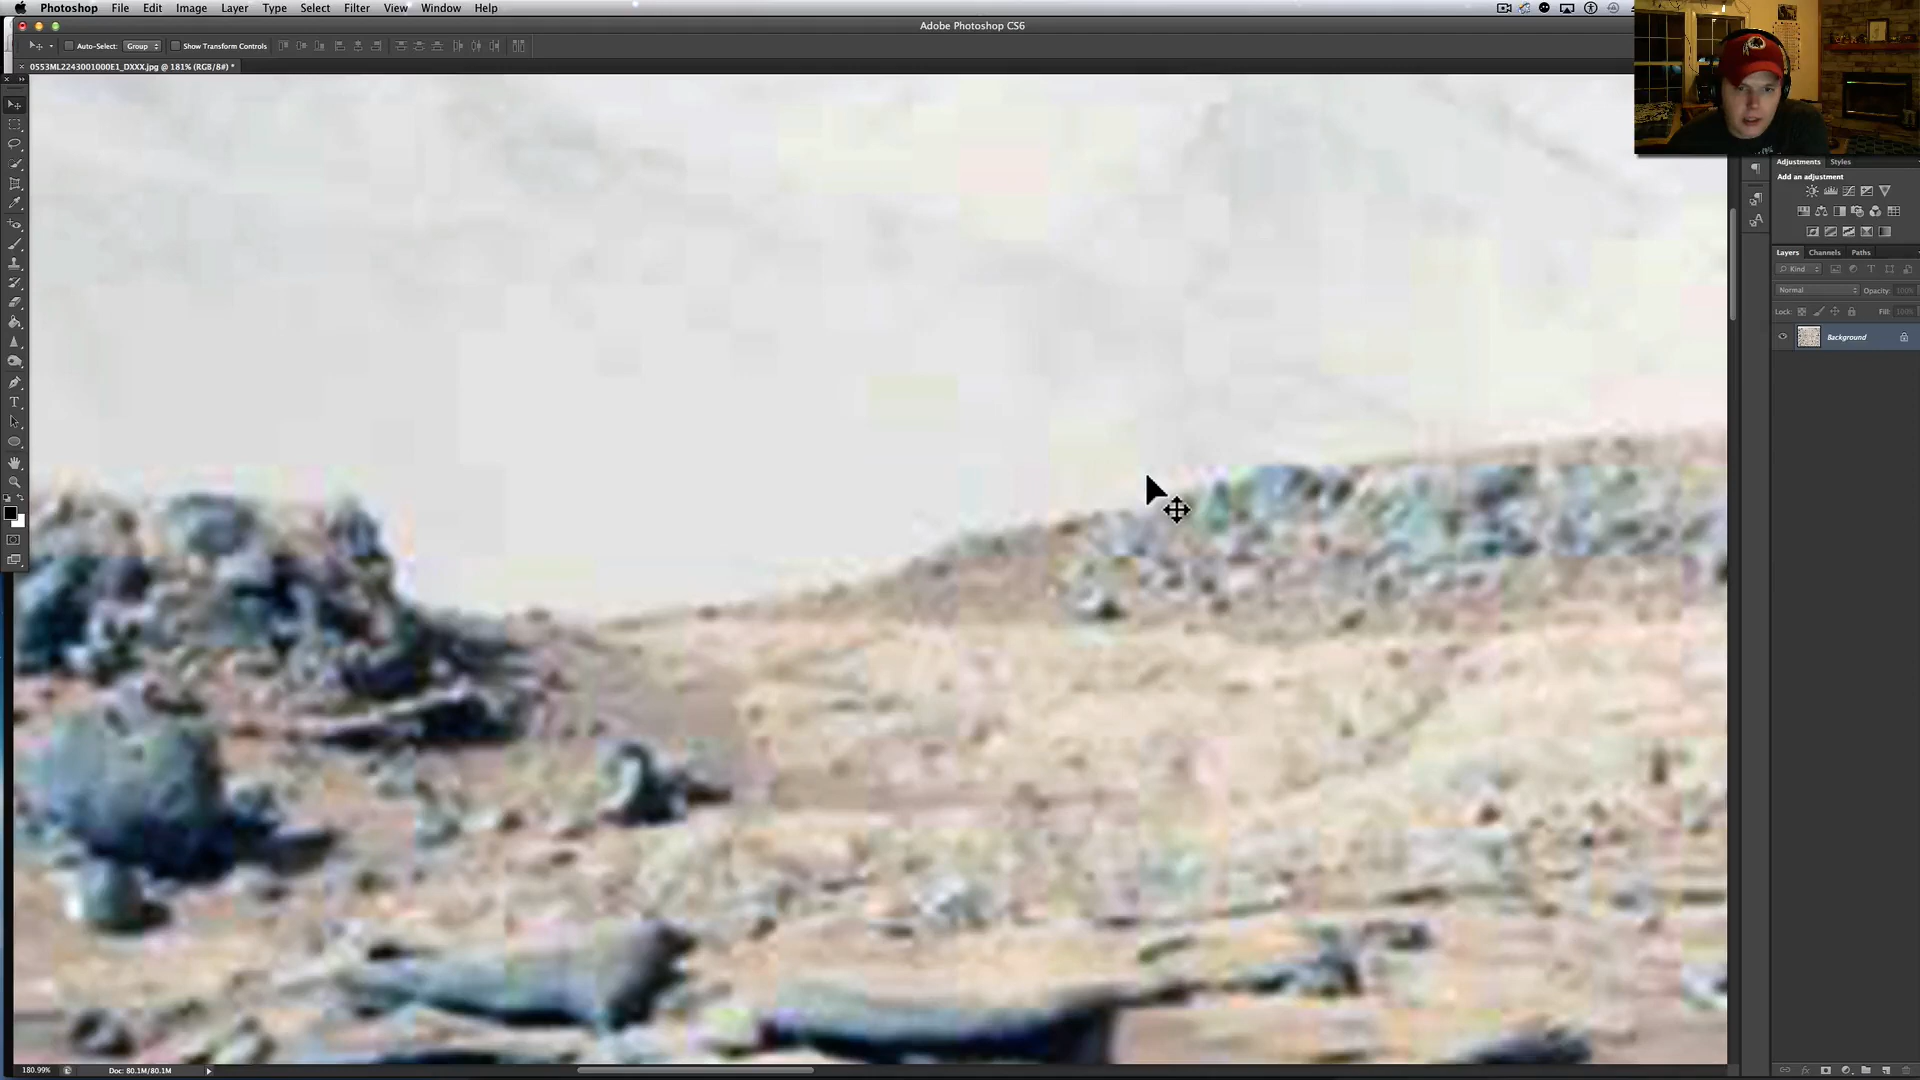 Photoshop File Edit Image Layer Type Select Filter View Window Help
Adobe Photoshop CS6
Auto-Select: Group Show Transform Controls
0553ML2243001000E1_DXXX.jpg @ 181% (RGB/8#) *
Adjustments Styles
Add an adjustment
Layers Channels Paths
Kind
Normal Opacity: 100%
Lock: Fill: 100%
Background
180.99% Doc: 80.1M/80.1M